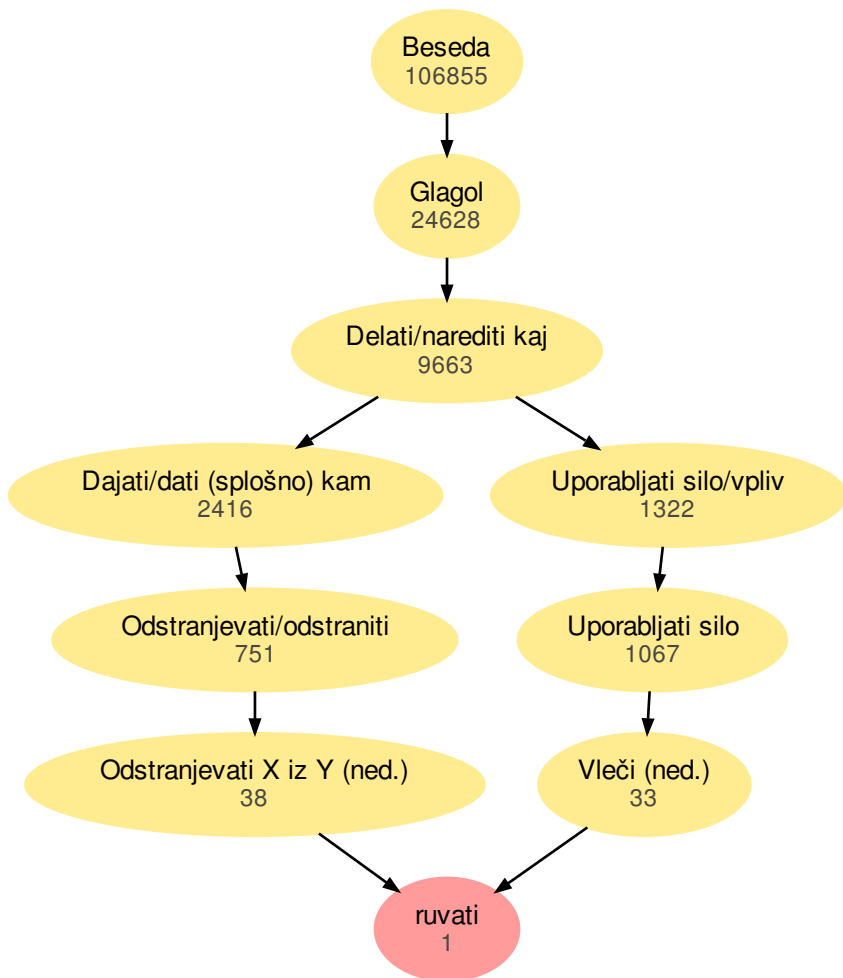 Beseda
106855
Glagol
24628
Delati/narediti kaj
9663
Dajati/dati (splošno) kam
2416
Uporabljati silo/vpliv
1322
Odstranjevati/odstraniti
751
Uporabljati silo
1067
Odstranjevati X iz Y (ned.)
38
Vleči (ned.)
33
ruvati
1